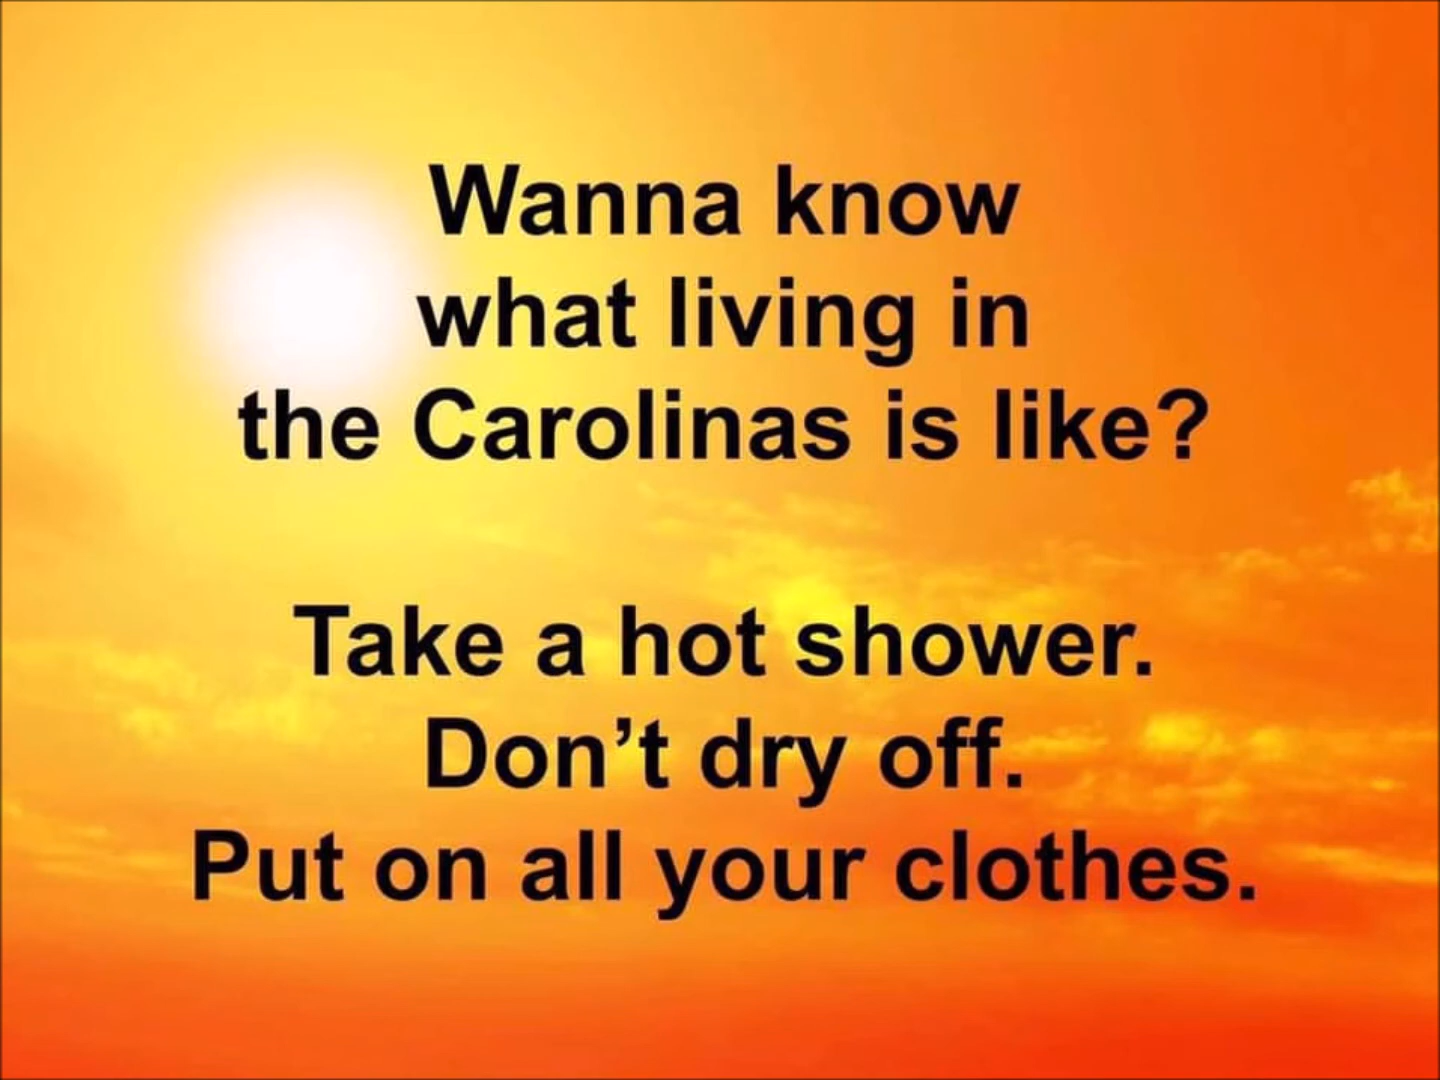 Wanna know
what living in
the Carolinas is like?
Take a hot shower.
Don’t dry off.
Put on all your clothes.